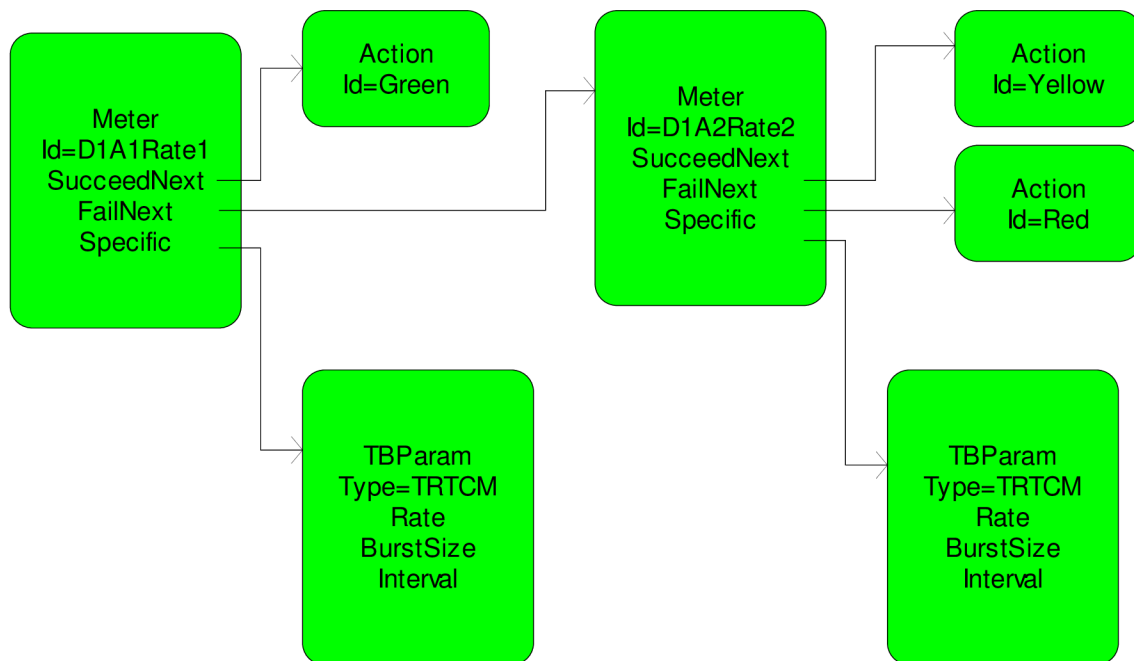 Meter
Id=D1A1Rate1
SucceedNext
FailNext
Specific
Action
Id=Green
Meter
Id=D1A2Rate2
SucceedNext
FailNext
Specific
Action
Id=Yellow
Action
Id=Red
TBParam
Type=TRTCM
Rate
BurstSize
Interval
TBParam
Type=TRTCM
Rate
BurstSize
Interval